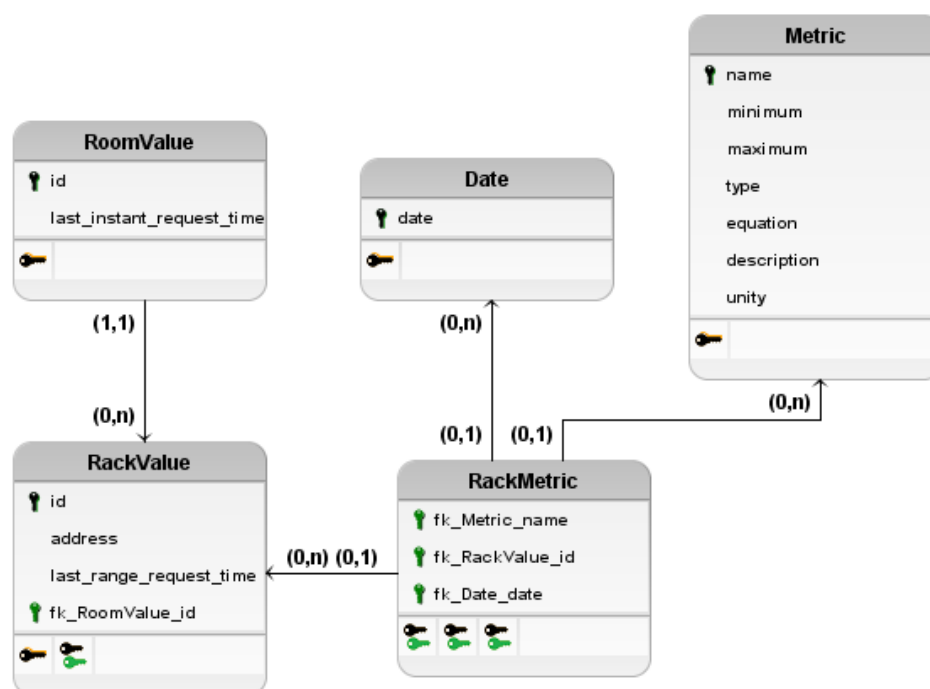 Metric
name
minimum
maximum
type
equation
description
unity
RoomValue
id
last_instant_request_time
Date
date
(1,1)
(0,n)
(0,n)
(0,n)
(0,1)
(0,1)
RackValue
id
address
last_range_request_time
fk_RoomValue_id
(0,n) (0,1)
RackMetric
fk_Metric_name
fk_RackValue_id
fk_Date_date